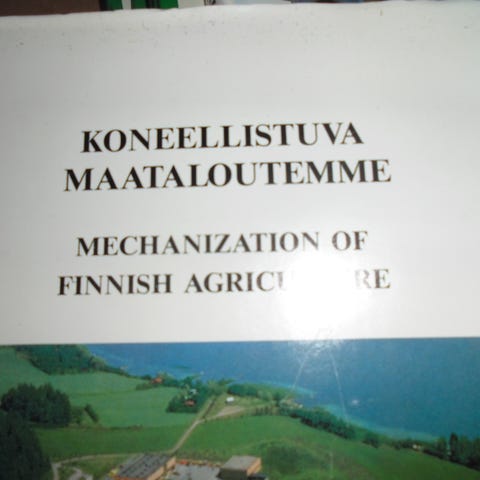 KONEELLISTUVA
MAATALOUTEMME
MECHANIZATION OF
FINNISH